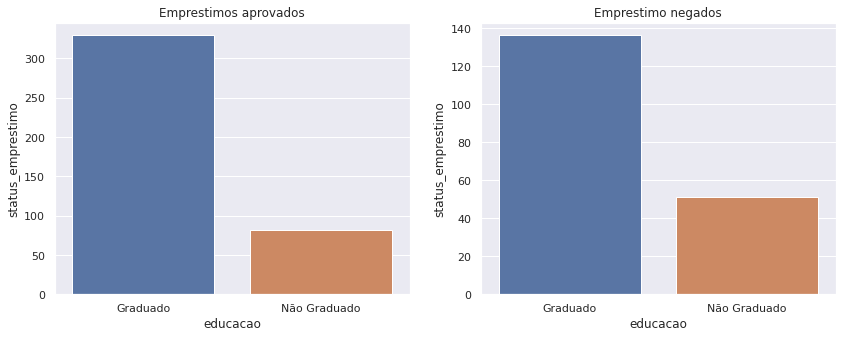 Emprestimos aprovados
300
250
200
150
100
50
0
status_emprestimo
Graduado
Não Graduado
educacao
Emprestimo negados
140
120
100
80
60
40
20
0
status_emprestimo
Graduado
Não Graduado
educacao